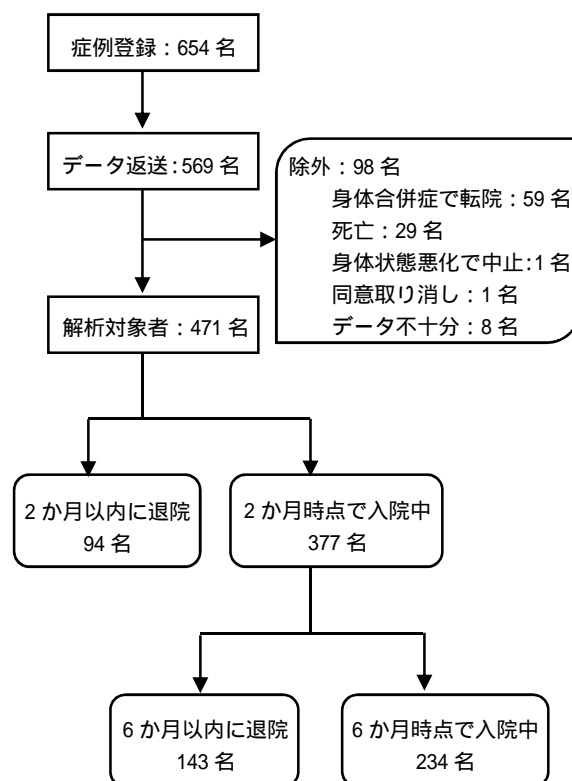 症例登録：654 名
データ返送：569 名
除外：98 名
身体合併症で転院：59 名
死亡：29 名
身体状態悪化で中止:1 名
同意取り消し：1 名
データ不十分：8 名
解析対象者：471 名
2 か月以内に退院
94 名
2 か月時点で入院中
377 名
6 か月以内に退院
143 名
6 か月時点で入院中
234 名